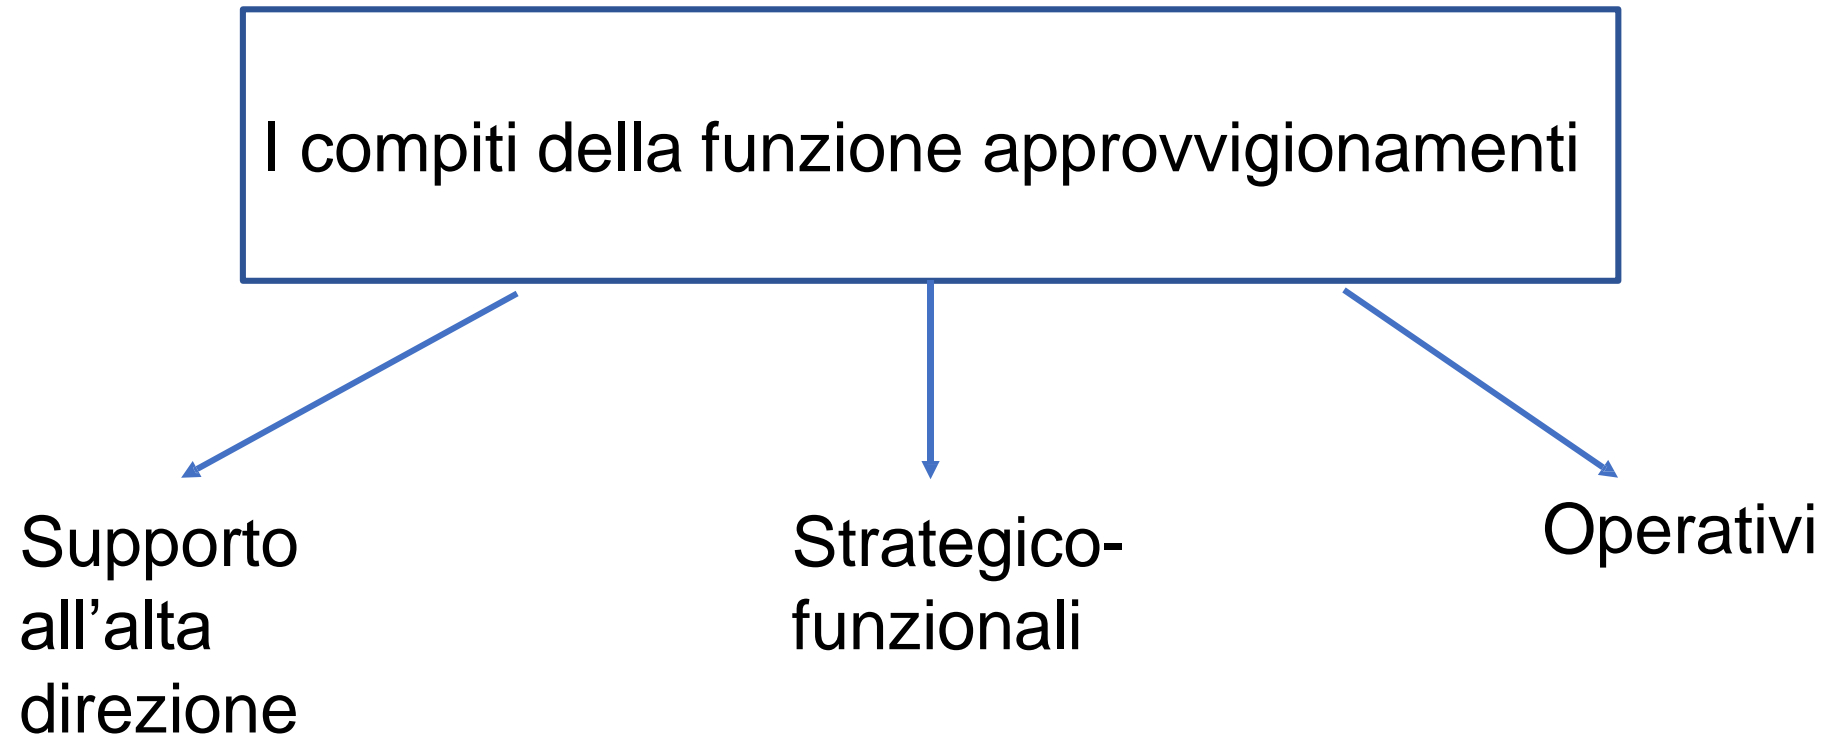 I compiti della funzione approvvigionamenti
Supporto
all’alta
direzione
Strategico-
funzionali
Operativi